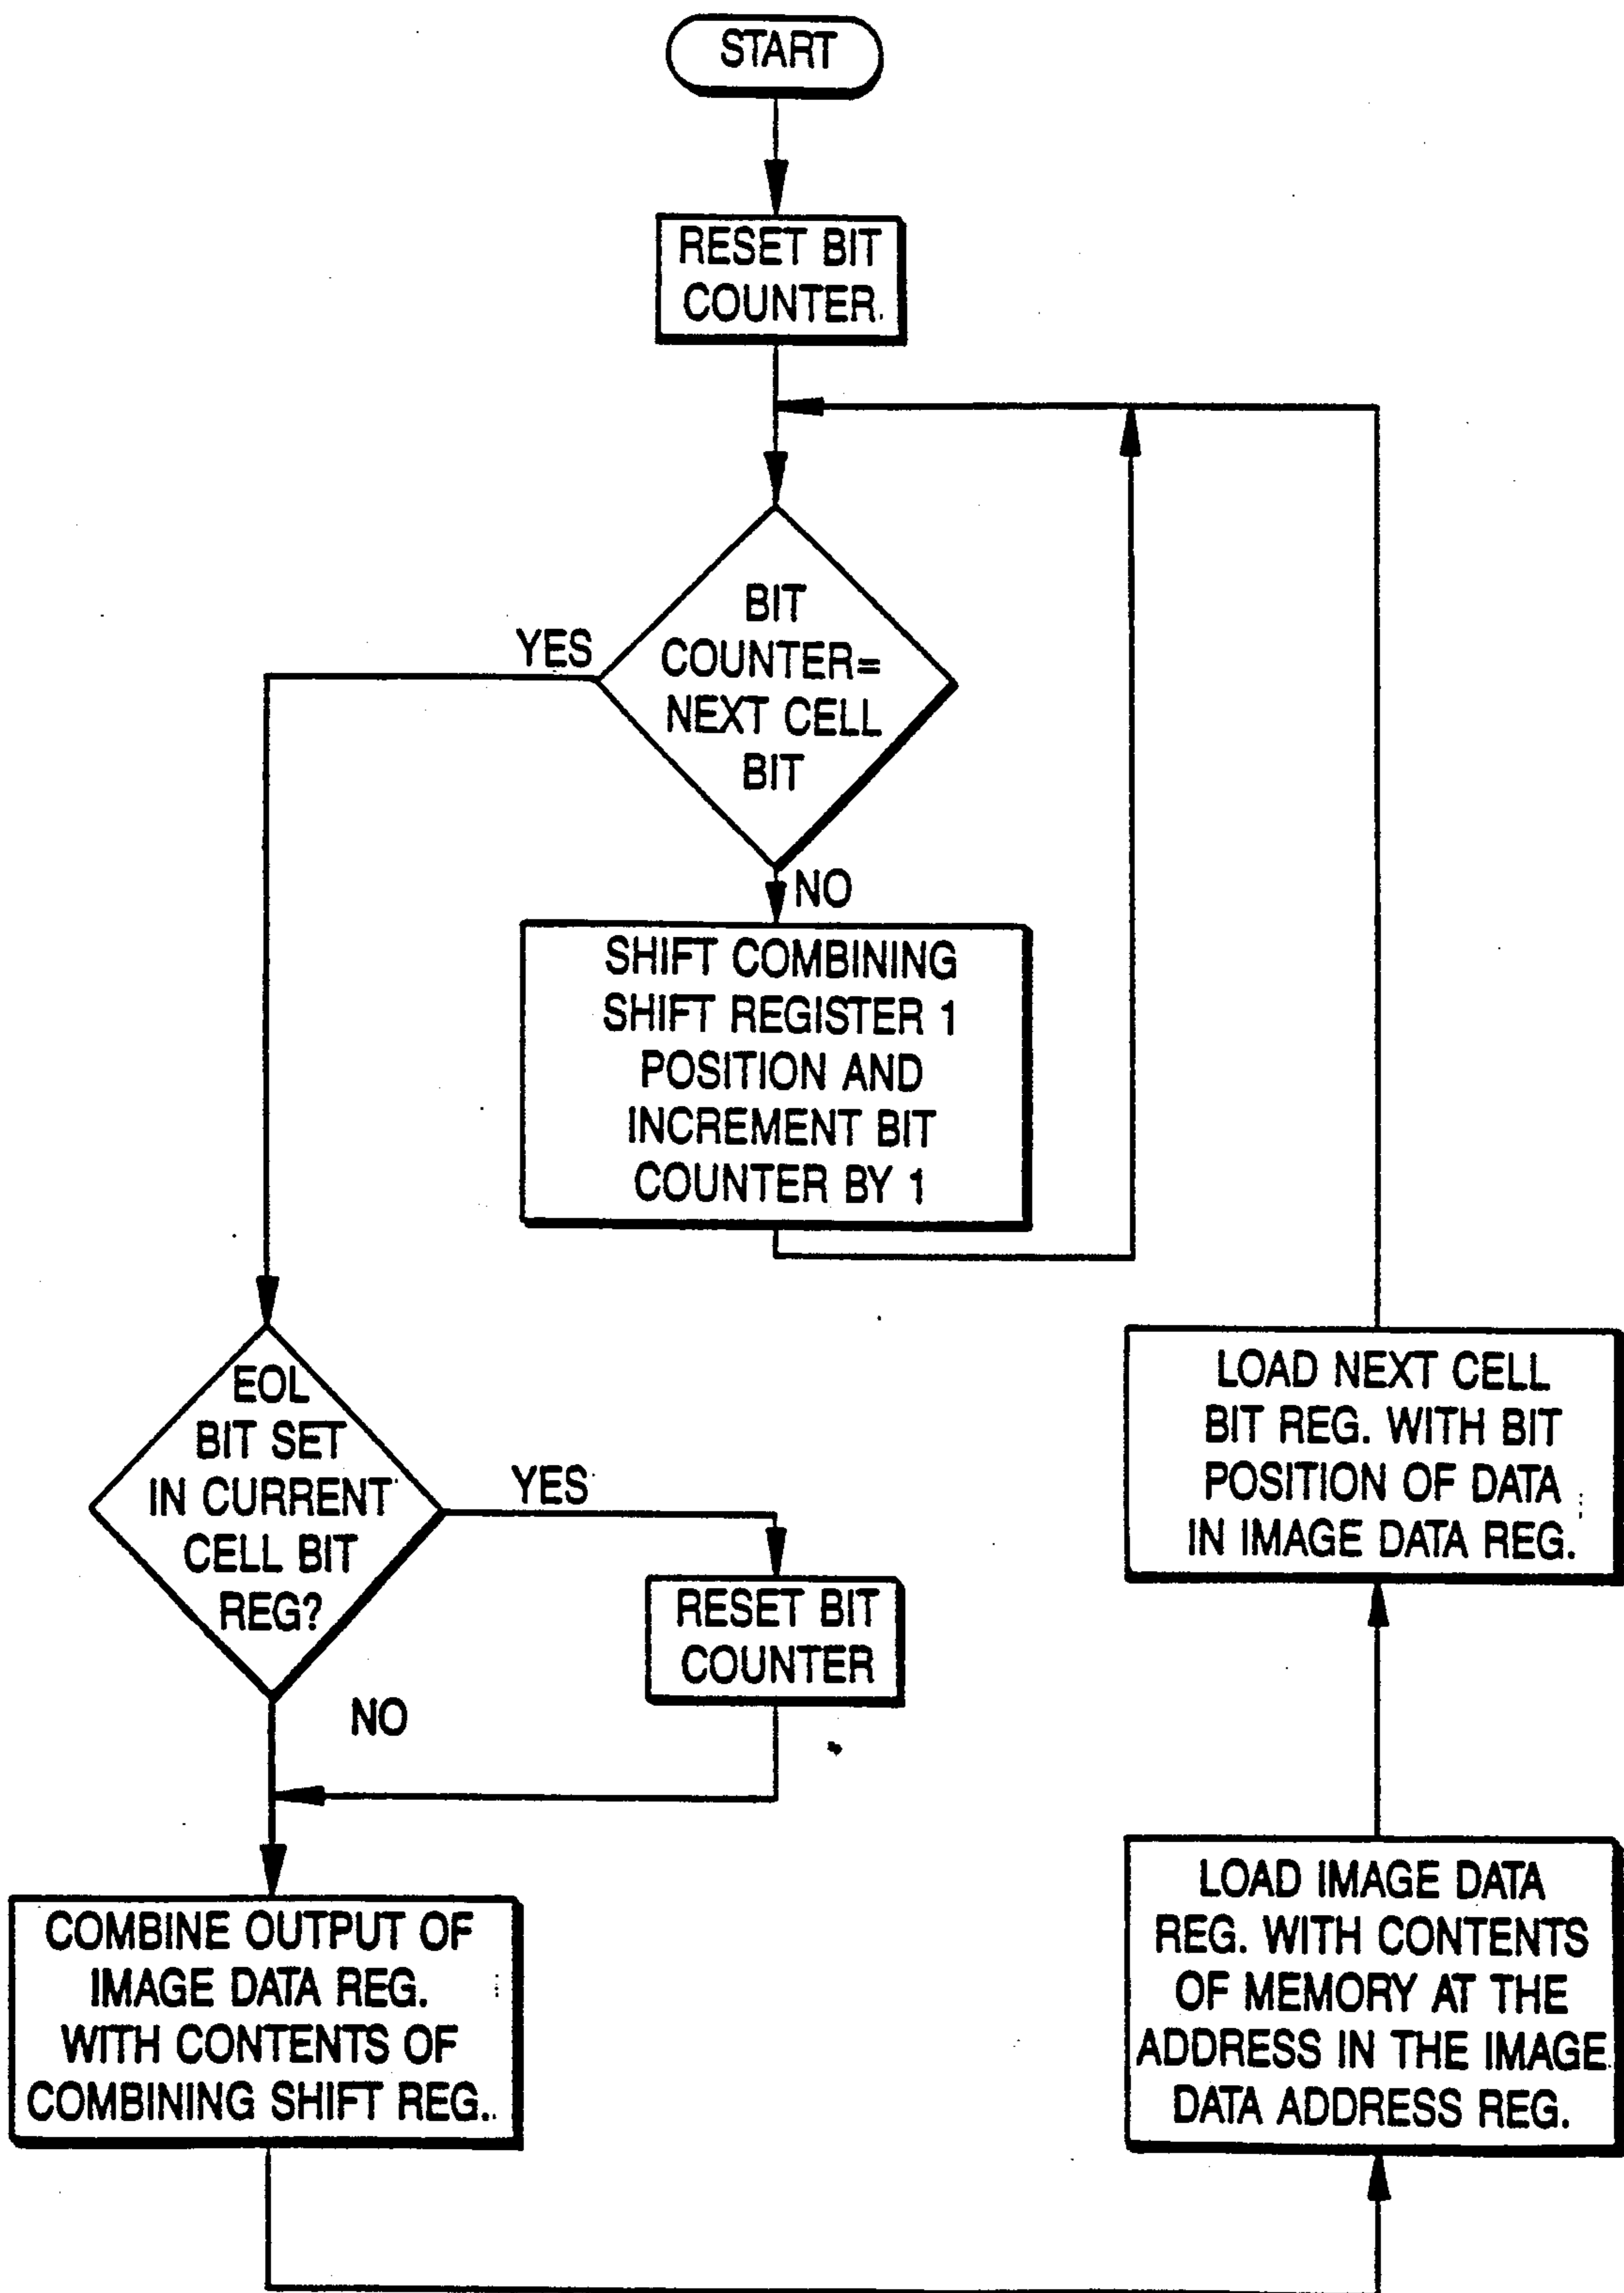 START
RESET BIT
COUNTER
BIT
COUNTER=
NEXT CELL
BIT
YES
NO
SHIFT COMBINING
SHIFT REGISTER 1
POSITION AND
INCREMENT BIT
COUNTER BY 1
EOL
BIT SET
IN CURRENT
CELL BIT
REG?
YES
RESET BIT
COUNTER
NO
COMBINE OUTPUT OF
IMAGE DATA REG.
WITH CONTENTS OF
COMBINING SHIFT REG.
LOAD IMAGE DATA
REG. WITH CONTENTS
OF MEMORY AT THE
ADDRESS IN THE IMAGE
DATA ADDRESS REG.
LOAD NEXT CELL
BIT REG. WITH BIT
POSITION OF DATA
IN IMAGE DATA REG.